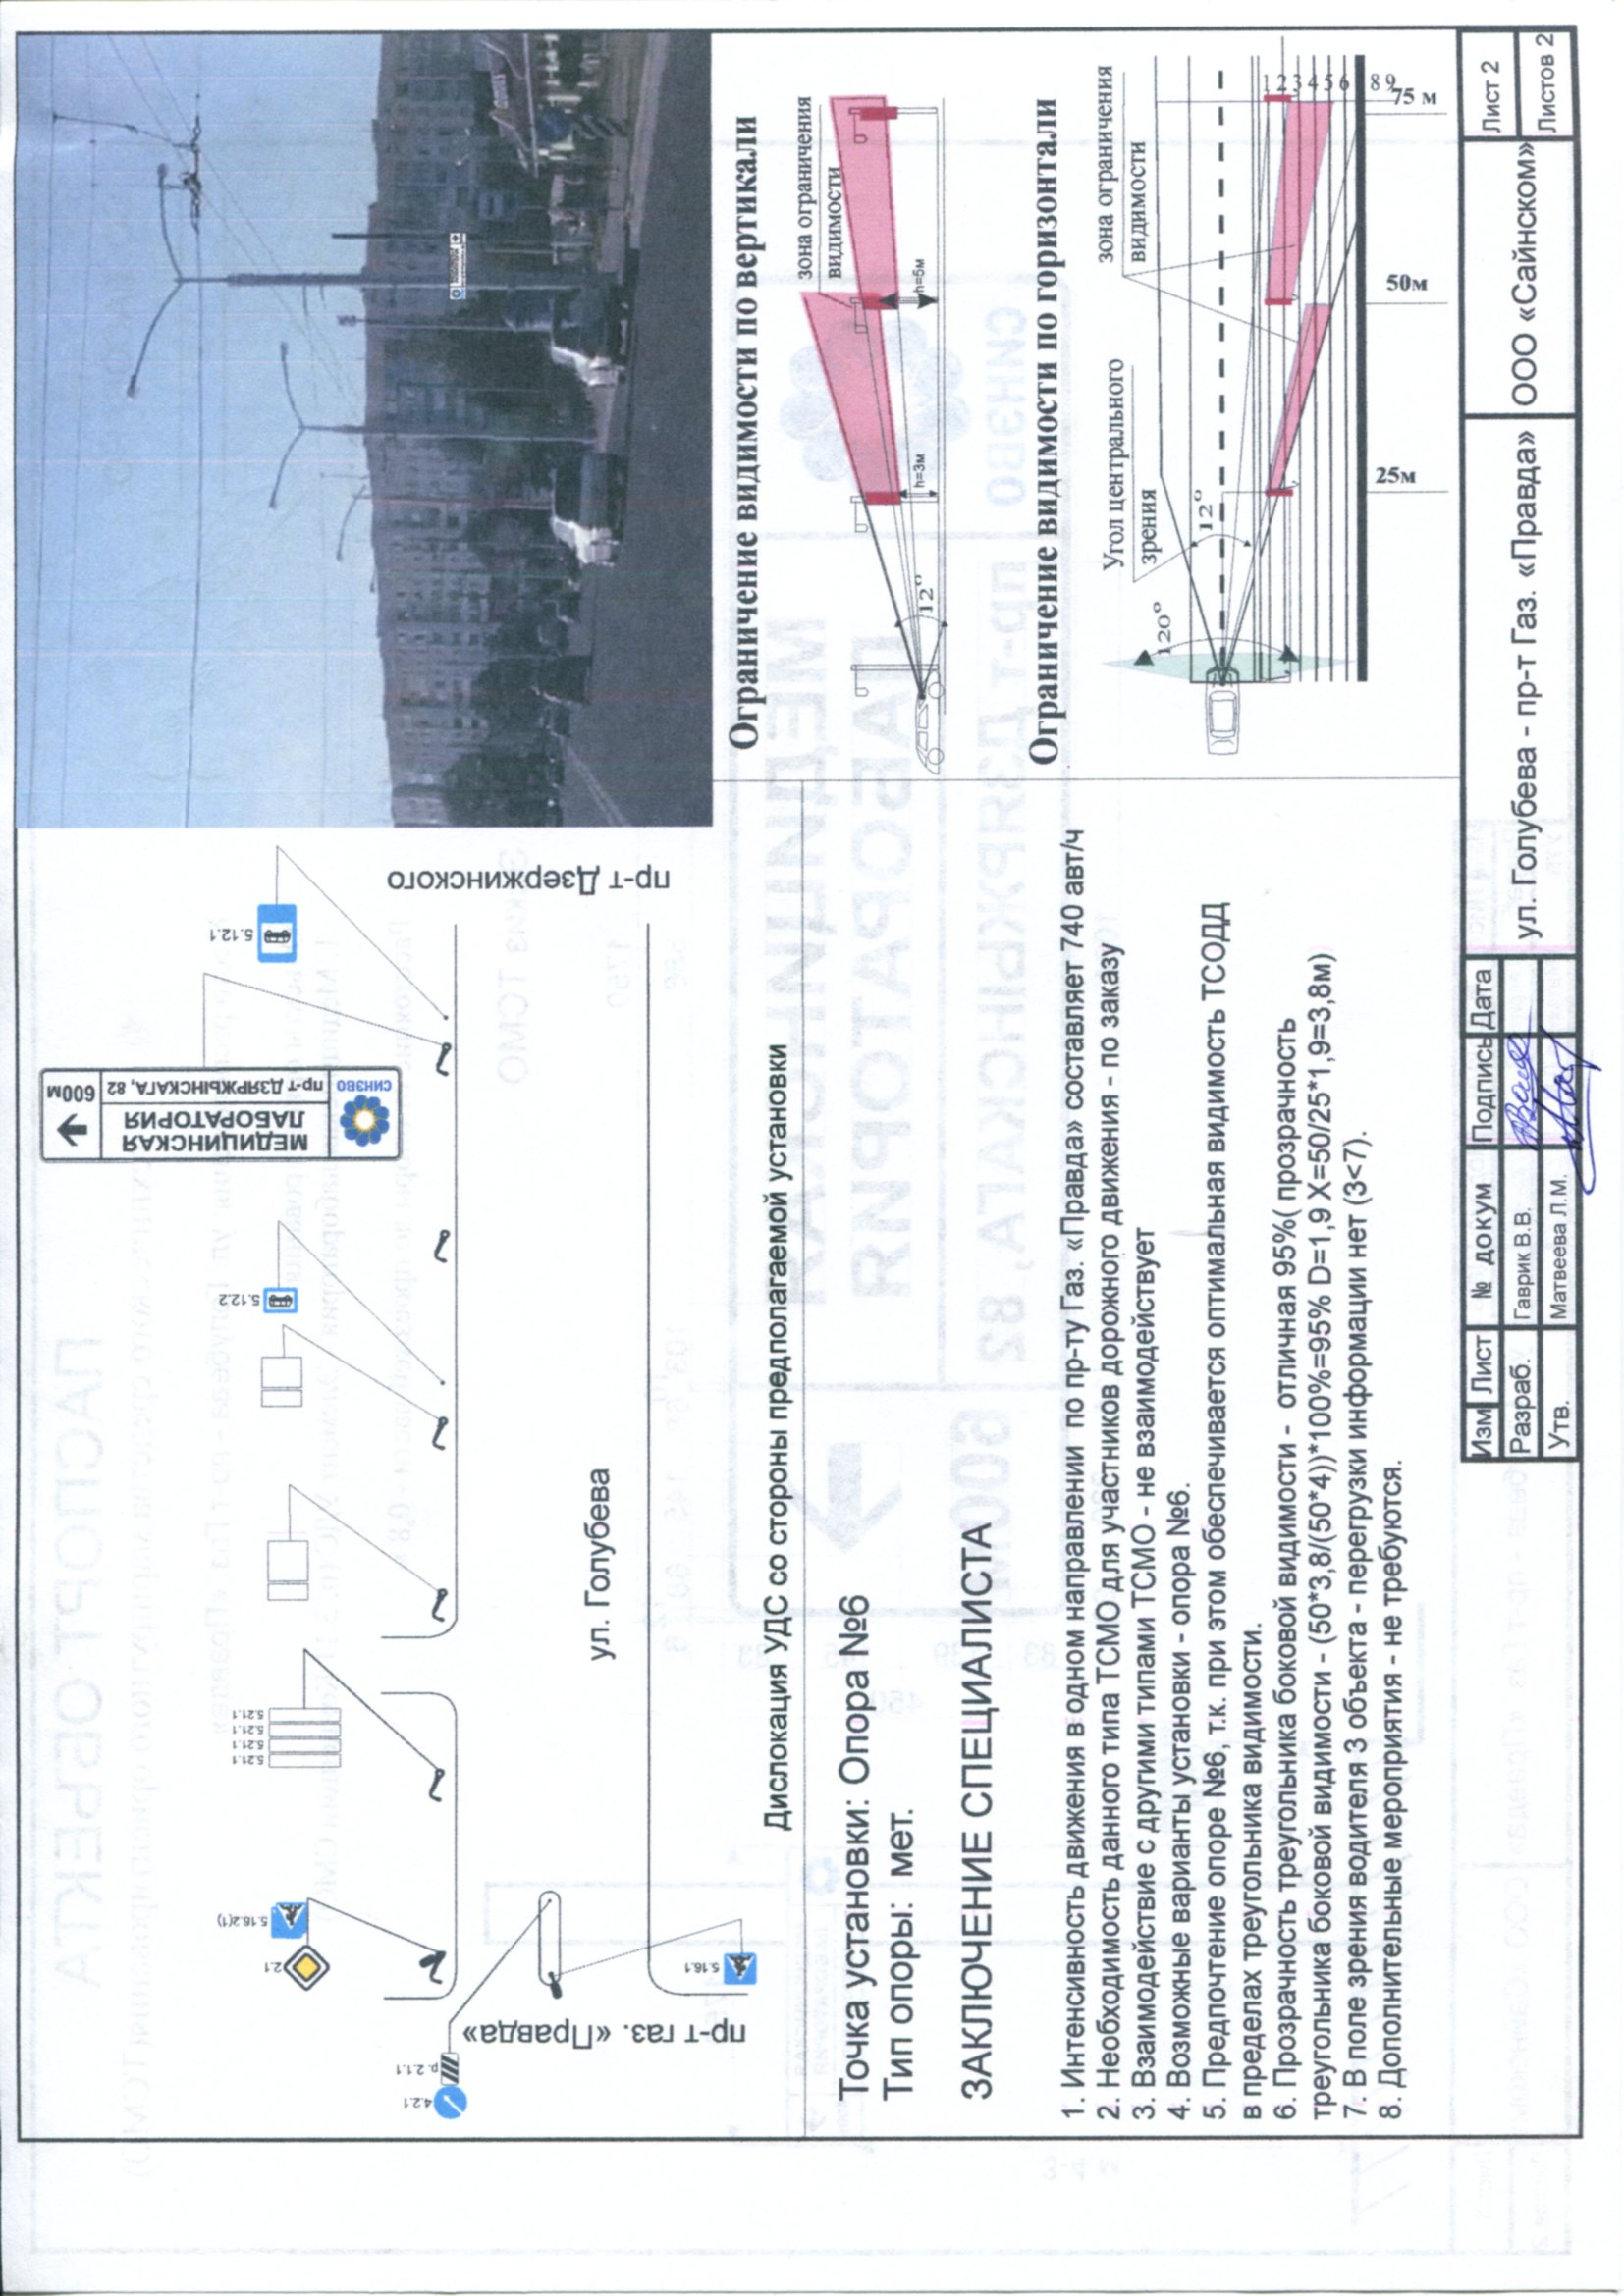 5.12.1
пр-т Дзержинского
600м
МЕДИЦИНСКАЯ
ЛАБОРАТОРИЯ
пр-т ДЗЯРЖЫНСКАГА, 82
СИНЭВО
5.12.2
5.21.1
5.21.1
5.21.1
5.21.1
5.16.2(1)
2.1
ул. Голубева
5.16.1
пр-т газ. «Правда»
р. 2.1.1
4.2.1
Дислокация УДС со стороны предполагаемой установки
Точка установки: Опора №6
Тип опоры: мет.
ЗАКЛЮЧЕНИЕ СПЕЦИАЛИСТА
1. Интенсивность движения в одном направлении по пр-ту Газ. «Правда» составляет 740 авт/ч
2. Необходимость данного типа ТСМО для участников дорожного движения - по заказу
3. Взаимодействие с другими типами ТСМО - не взаимодействует
4. Возможные варианты установки - опора №6.
5. Предпочтение опоре №6, т.к. при этом обеспечивается оптимальная видимость ТСОДД
в пределах треугольника видимости.
6. Прозрачность треугольника боковой видимости - отличная 95%( прозрачность
треугольника боковой видимости - (50*3,8/(50*4))*100%=95% D=1,9 X=50/25*1,9=3,8м)
7. В поле зрения водителя 3 объекта - перегрузки информации нет (3<7).
8. Дополнительные мероприятия - не требуются.
Ограничение видимости по вертикали
зона ограничения
видимости
12°
h=3м
h=5м
Ограничение видимости по горизонтали
Угол центрального
зрения
зона ограничения
видимости
120°
12°
1 2 3 4 5 6 8 9
25м
50м
75 м
Изм Лист № докум Подпись Дата
Разраб. Гаврик В.В.
Утв. Матвеева Л.М.
ул. Голубева - пр-т Газ. «Правда»
ООО «Сайнском»
Лист 2
Листов 2